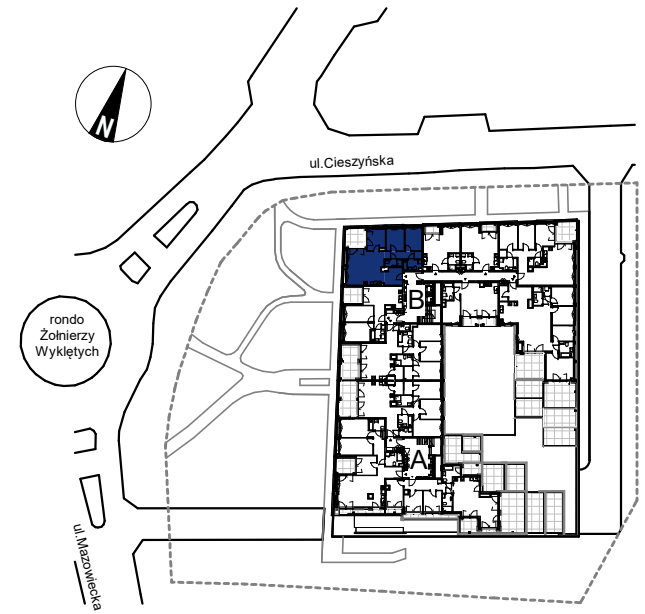 N
ul.Cieszyńska
B
rondo
Żołnierzy
Wyklętych
A
ul.Mazowiecka